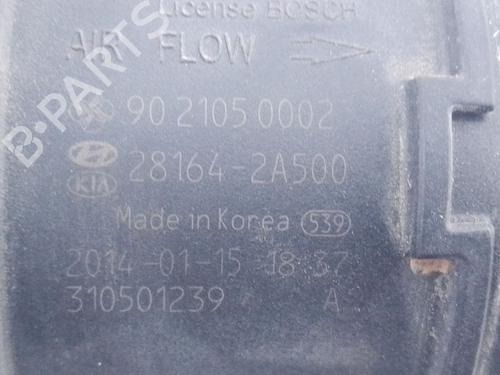 License BOSCH
AIR FLOW
90 2105 0002
28164-2A500
KIA
Made in Korea 539
2014-01-15 18:37
310501239 A
B-PARTS